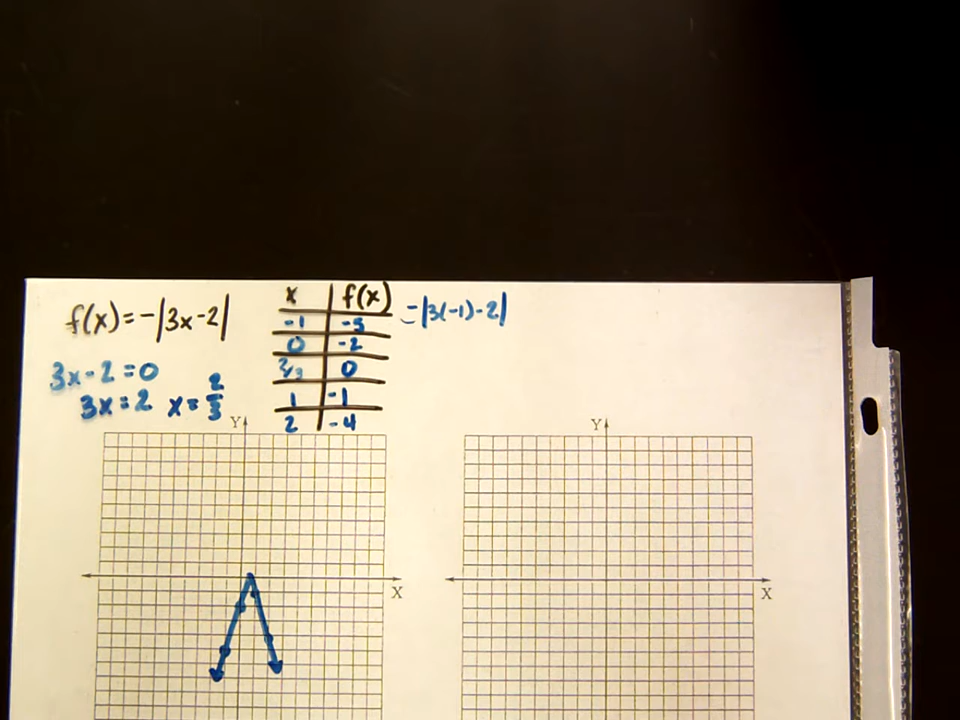 f(x)=-|3x-2|
3x-2=0
3x=2 x=2/3
x f(x)
-1 -5 =-|3(-1)-2|
0 -2
2/3 0
1 -1
2 -4
Y
X
Y
X